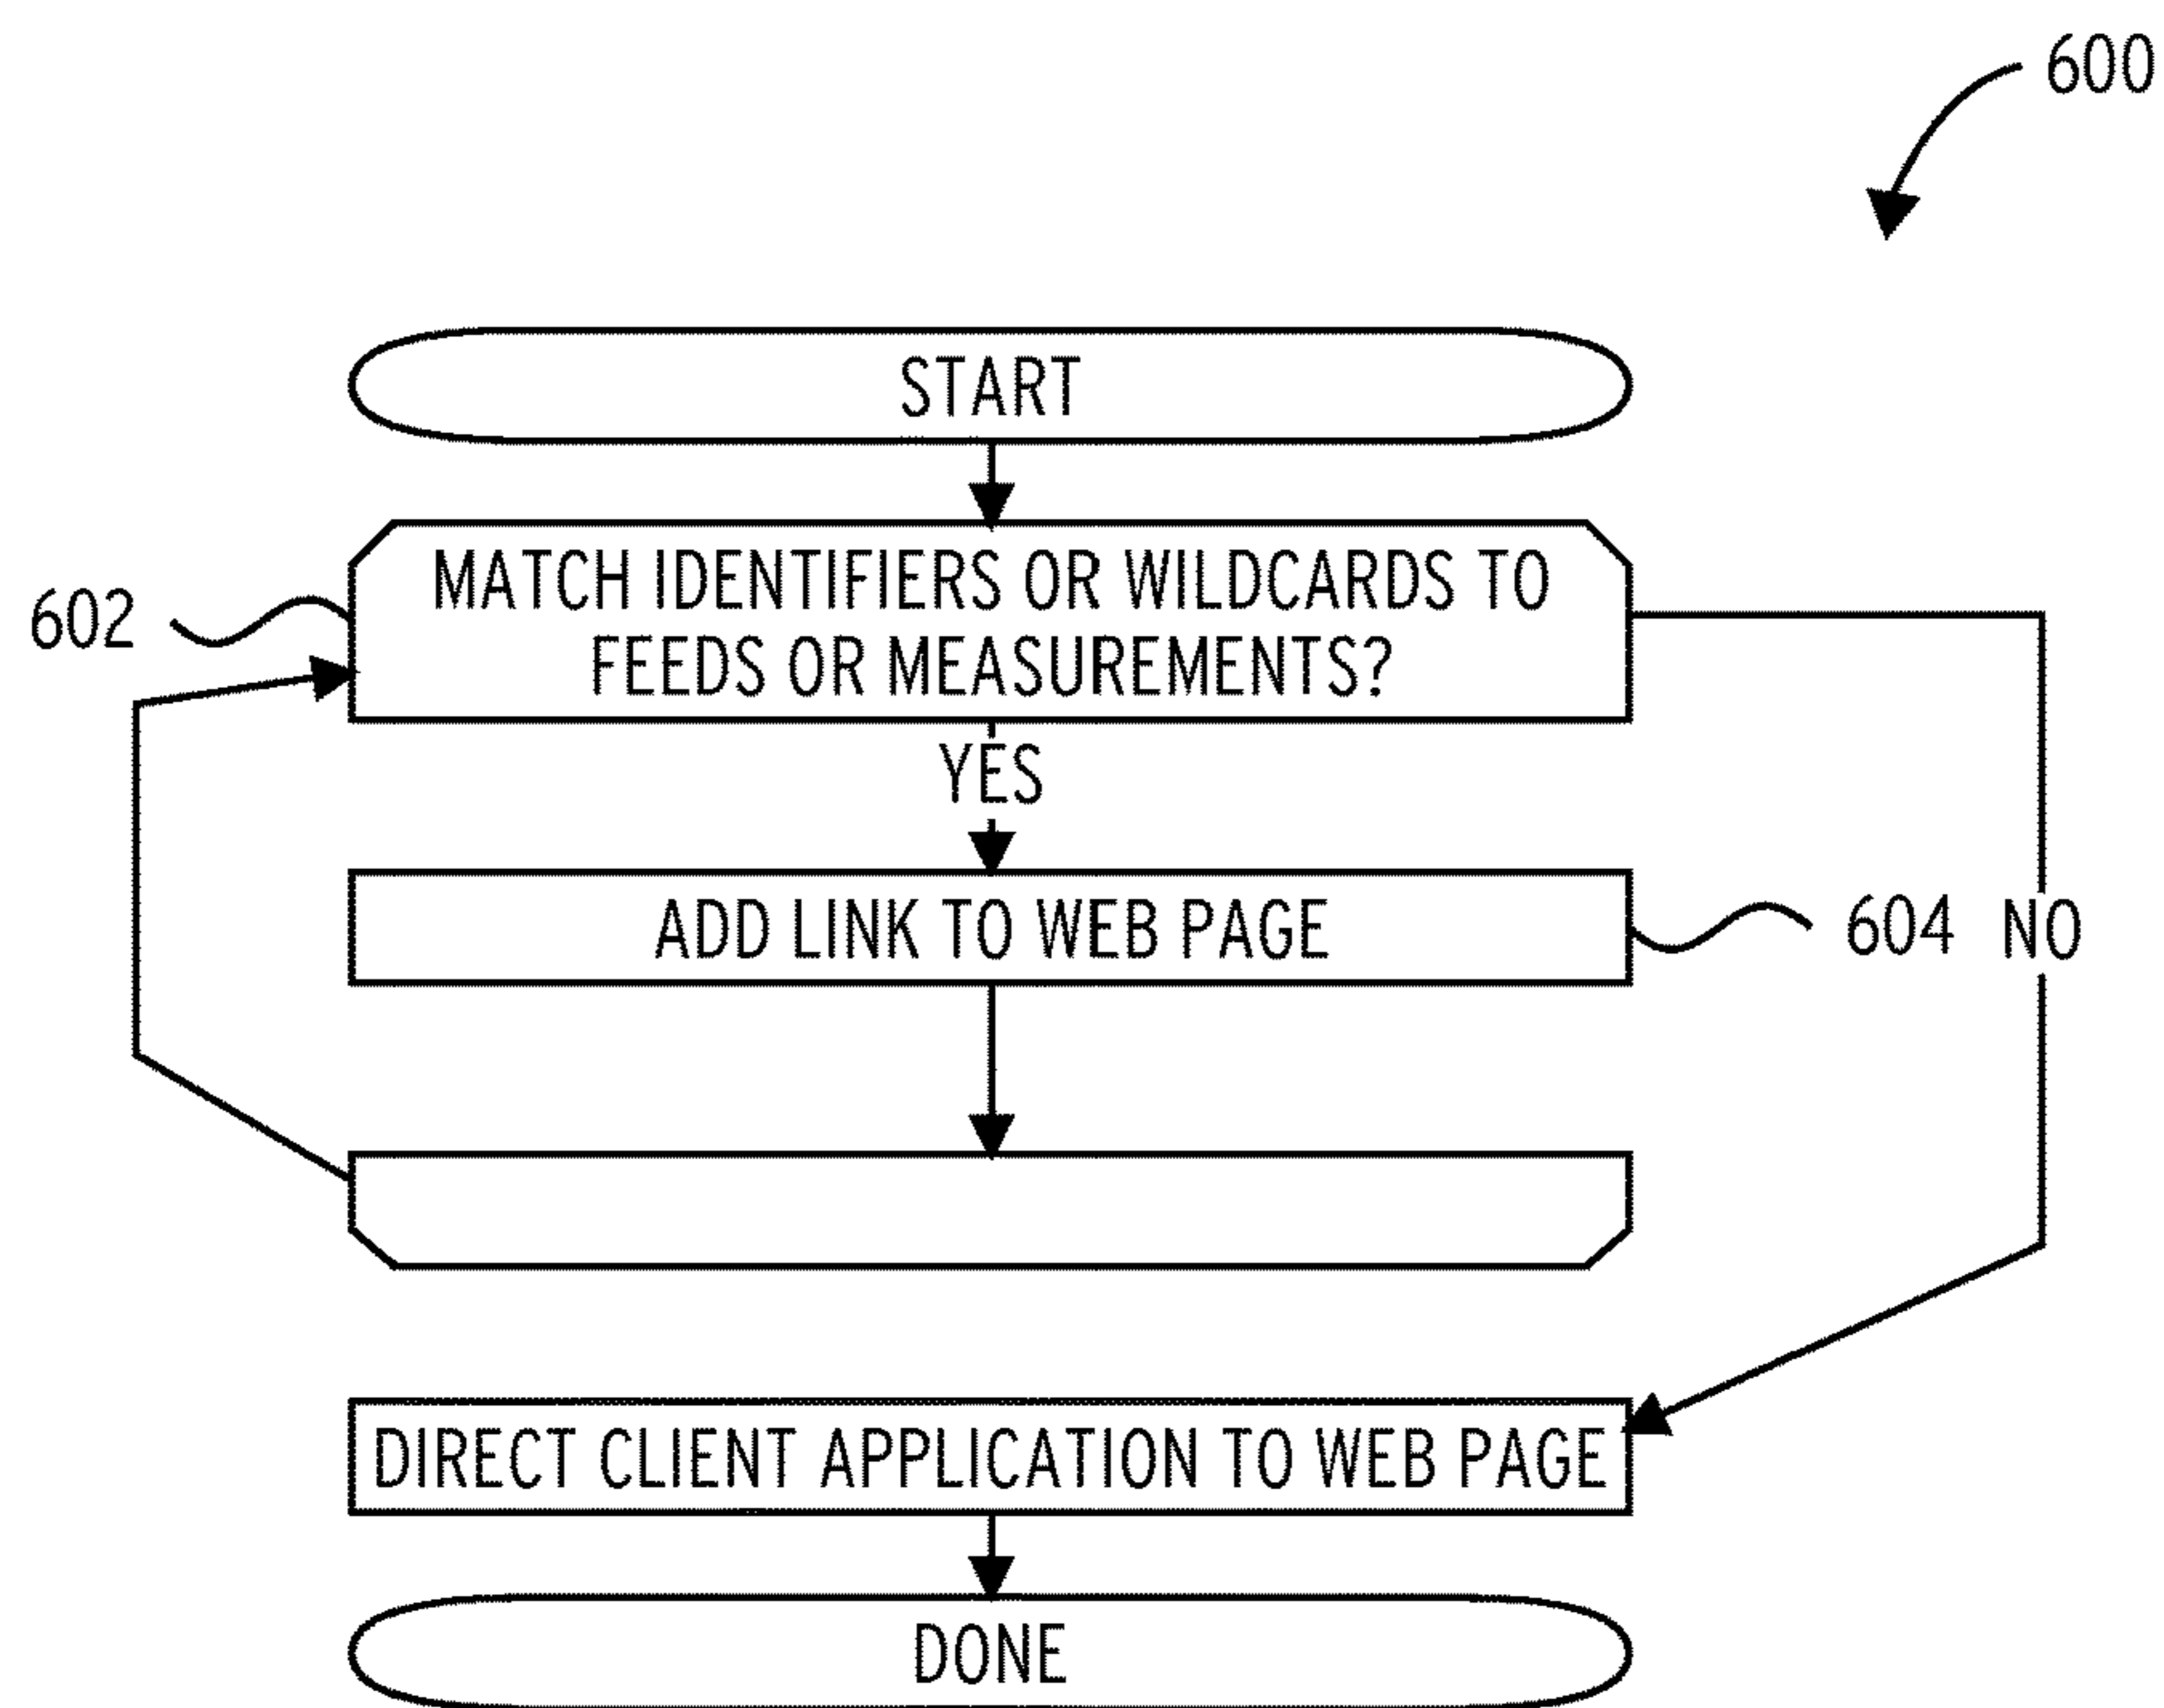 600
START
602
MATCH IDENTIFIERS OR WILDCARDS TO
FEEDS OR MEASUREMENTS?
YES
ADD LINK TO WEB PAGE
604
NO
DIRECT CLIENT APPLICATION TO WEB PAGE
DONE